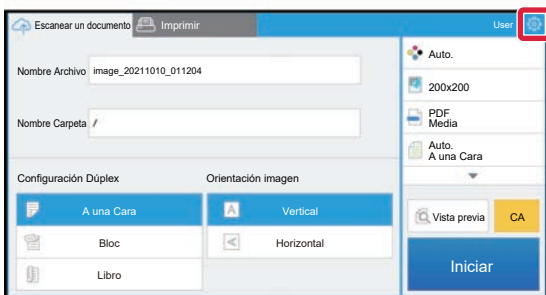 Escanear un documento
Imprimir
User
Nombre Archivo
image_20211010_011204
Nombre Carpeta
/
Configuración Dúplex
Orientación imagen
A una Cara
Vertical
Bloc
Horizontal
Libro
Auto.
200x200
PDF
Media
Auto.
A una Cara
Vista previa
CA
Iniciar